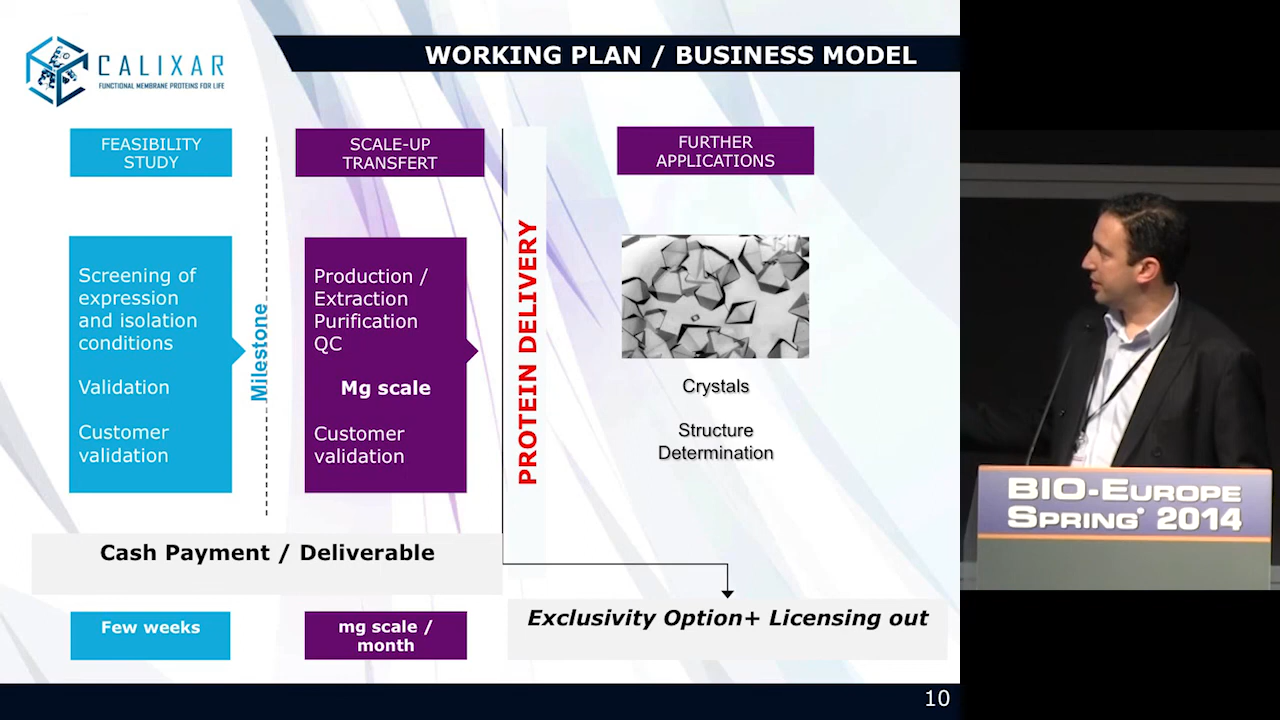 CALIXAR
FUNCTIONAL MEMBRANE PROTEINS FOR LIFE
WORKING PLAN / BUSINESS MODEL
FEASIBILITY
STUDY
Screening of
expression
and isolation
conditions
Validation
Customer
validation
Milestone
SCALE-UP
TRANSFERT
Production /
Extraction
Purification
QC
Mg scale
Customer
validation
PROTEIN DELIVERY
FURTHER
APPLICATIONS
Crystals
Structure
Determination
Cash Payment / Deliverable
Exclusivity Option+ Licensing out
Few weeks
mg scale /
month
10
BIO-EUROPE
SPRING® 2014